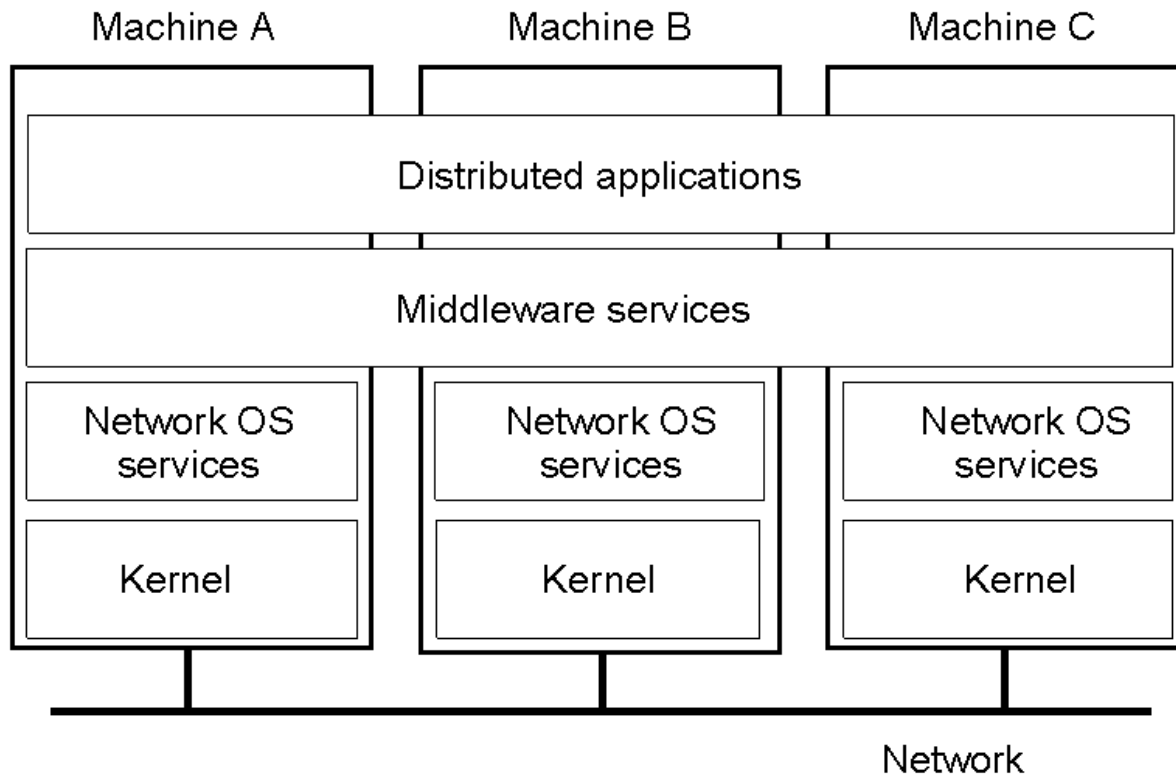 Machine A
Machine B
Machine C
Distributed applications
Middleware services
Network OS
services
Network OS
services
Network OS
services
Kernel
Kernel
Kernel
Network